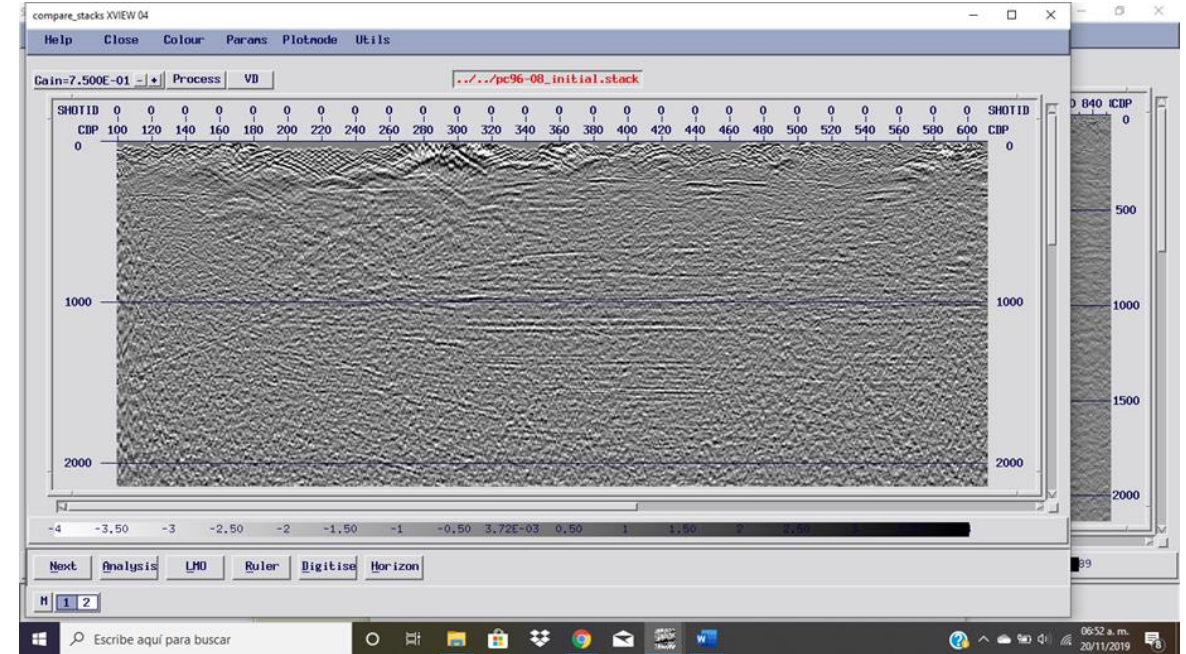 compare_stacks XVIEW 04
Help Close Colour Params Plotmode Utils
Gain=7.500E-01 - + Process VD ../../pc96-08_initial.stack
SHOTID 0 0 0 0 0 0 0 0 0 0 0 0 0 0 0 0 0 0 0 0 0 0 0 0 0 0 SHOTID
CDP 100 120 140 160 180 200 220 240 260 280 300 320 340 360 380 400 420 440 460 480 500 520 540 560 580 600 CDP
0 0
1000 1000
2000 2000
840 CDP
0
500
1000
1500
2000
-4 -3.50 -3 -2.50 -2 -1.50 -1 -0.50 3.72E-03 0.50 1 1.50 2 2.50
89
Next Analysis LMO Ruler Digitise Horizon
M 1 2
Escribe aquí para buscar
06:52 a. m.
20/11/2019